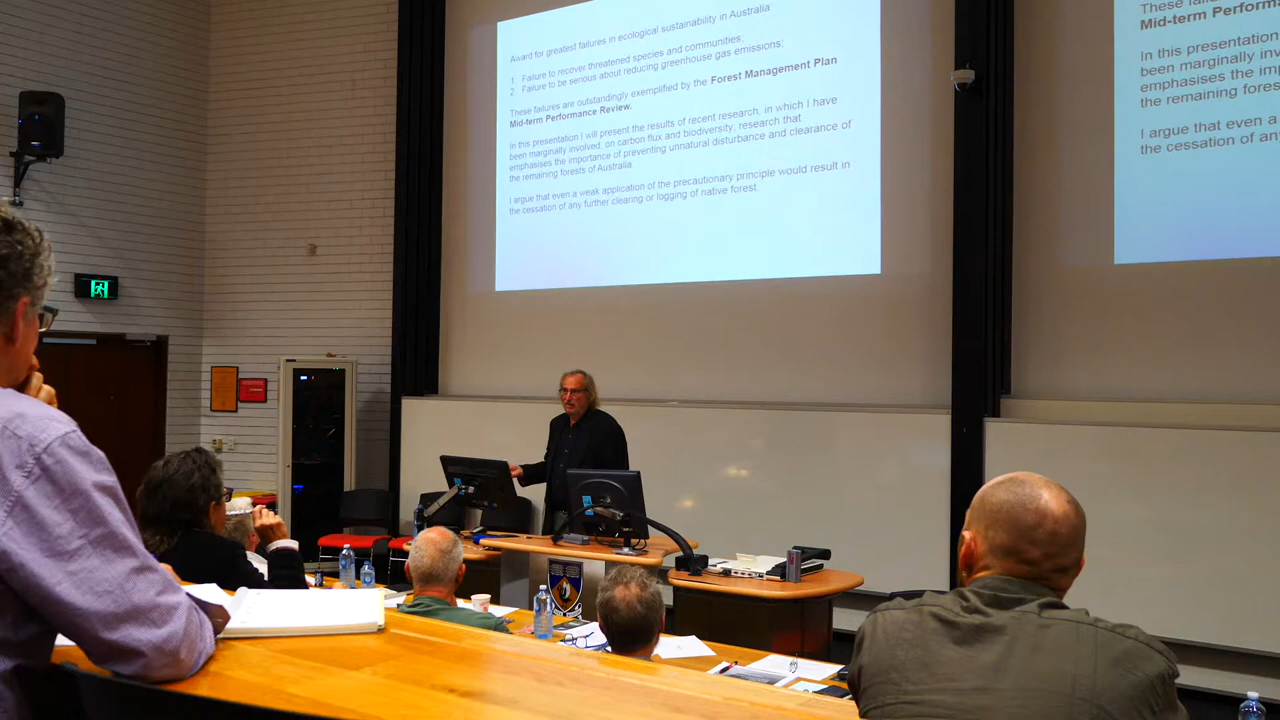 Award for greatest failures in ecological sustainability in Australia:
1. Failure to recover threatened species and communities;
2. Failure to be serious about reducing greenhouse gas emissions;
These failures are outstandingly exemplified by the Forest Management Plan
Mid-term Performance Review.
In this presentation I will present the results of recent research, in which I have
been marginally involved, on carbon flux and biodiversity; research that
emphasises the importance of preventing unnatural disturbance and clearance of
the remaining forests of Australia.
I argue that even a weak application of the precautionary principle would result in
the cessation of any further clearing or logging of native forest.
These
Mid-term Performa
In this presentation
been marginally inv
emphasises the imp
the remaining fores
I argue that even a
the cessation of an